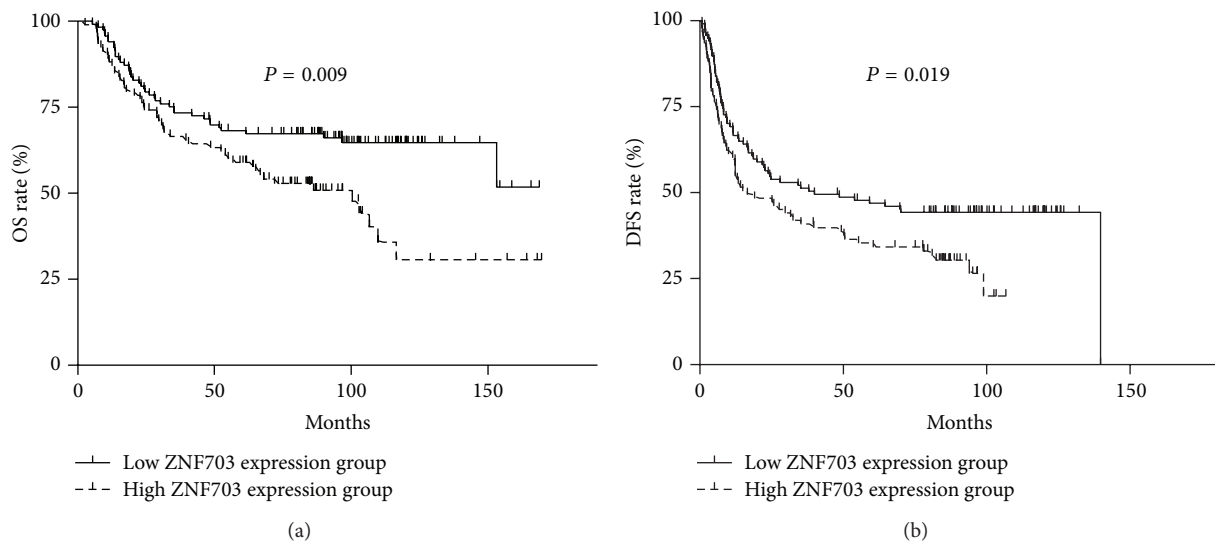 100
75
50
25
0
OS rate (%)
P = 0.009
0 50 100 150
Months
Low ZNF703 expression group
High ZNF703 expression group
(a)
100
75
50
25
0
DFS rate (%)
P = 0.019
0 50 100 150
Months
Low ZNF703 expression group
High ZNF703 expression group
(b)